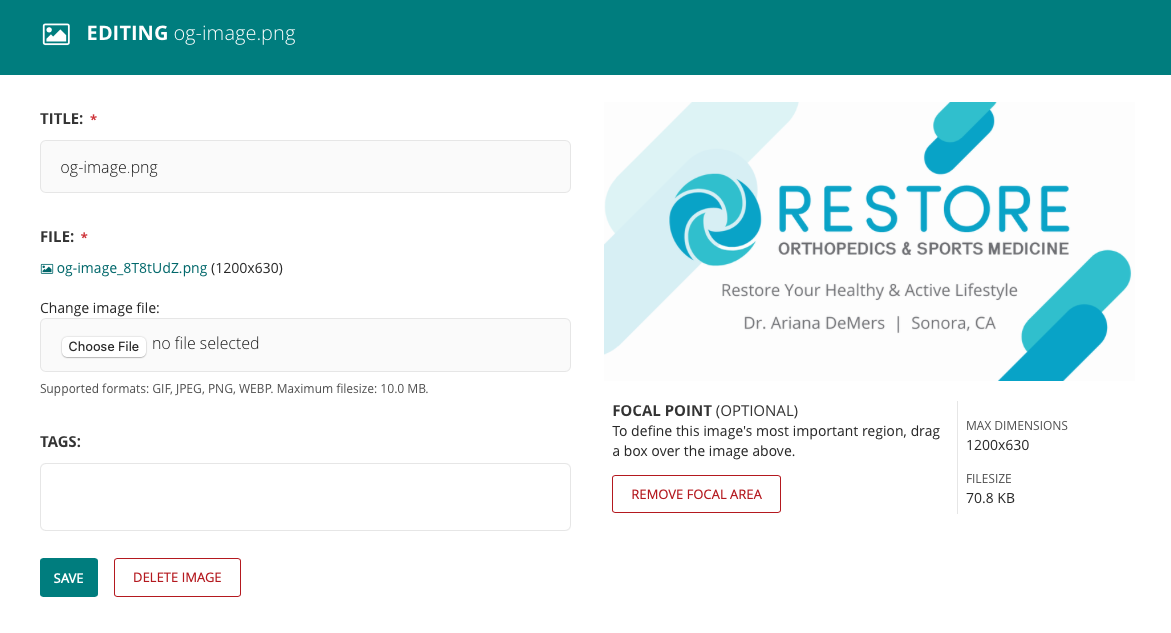 EDITING og-image.png
TITLE: *
og-image.png
FILE: *
og-image_8T8tUdZ.png (1200x630)
Change image file:
Choose File no file selected
Supported formats: GIF, JPEG, PNG, WEBP. Maximum filesize: 10.0 MB.
TAGS:
SAVE
DELETE IMAGE
RESTORE
ORTHOPEDICS & SPORTS MEDICINE
Restore Your Healthy & Active Lifestyle
Dr. Ariana DeMers | Sonora, CA
FOCAL POINT (OPTIONAL)
To define this image's most important region, drag
a box over the image above.
REMOVE FOCAL AREA
MAX DIMENSIONS
1200x630
FILESIZE
70.8 KB